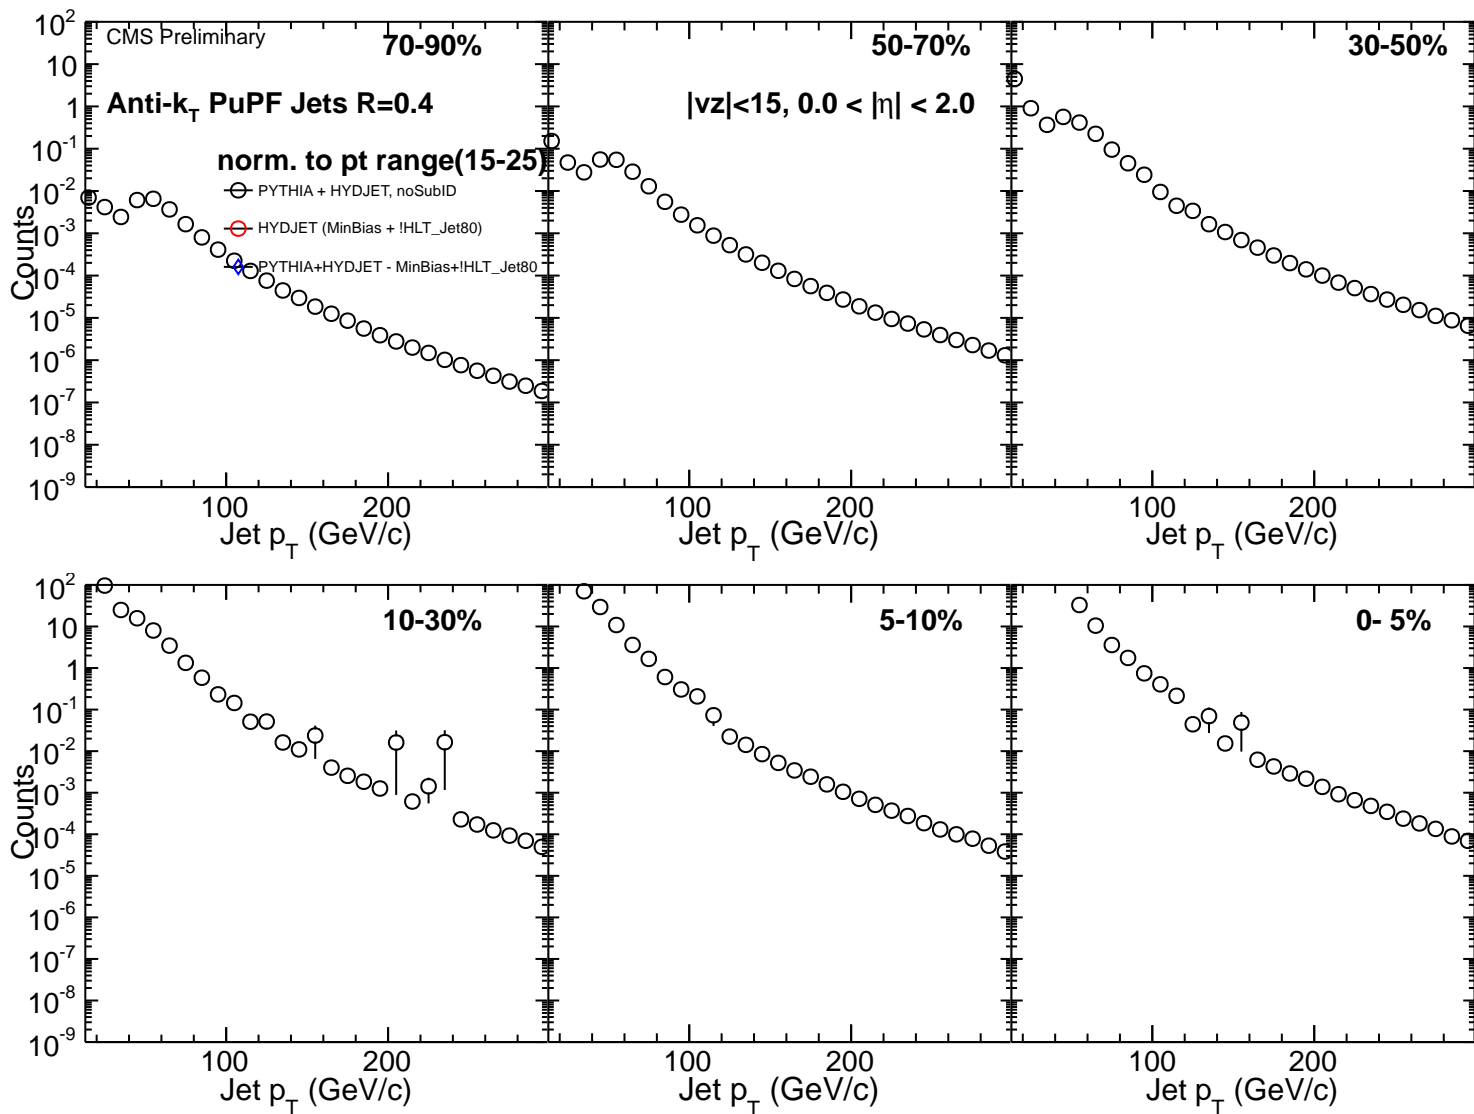 CMS Preliminary
70-90%
Anti-k_T PuPF Jets R=0.4
norm. to pt range(15-25)
PYTHIA + HYDJET, noSubID
HYDJET (MinBias + !HLT_Jet80)
PYTHIA+HYDJET - MinBias+!HLT_Jet80
Counts
10^2
10
1
10^-1
10^-2
10^-3
10^-4
10^-5
10^-6
10^-7
10^-8
10^-9
100 200
Jet p_T (GeV/c)
50-70%
|vz|<15, 0.0 < |η| < 2.0
100 200
Jet p_T (GeV/c)
30-50%
100 200
Jet p_T (GeV/c)
10-30%
Counts
10^2
10
1
10^-1
10^-2
10^-3
10^-4
10^-5
10^-6
10^-7
10^-8
10^-9
100 200
Jet p_T (GeV/c)
5-10%
100 200
Jet p_T (GeV/c)
0- 5%
100 200
Jet p_T (GeV/c)